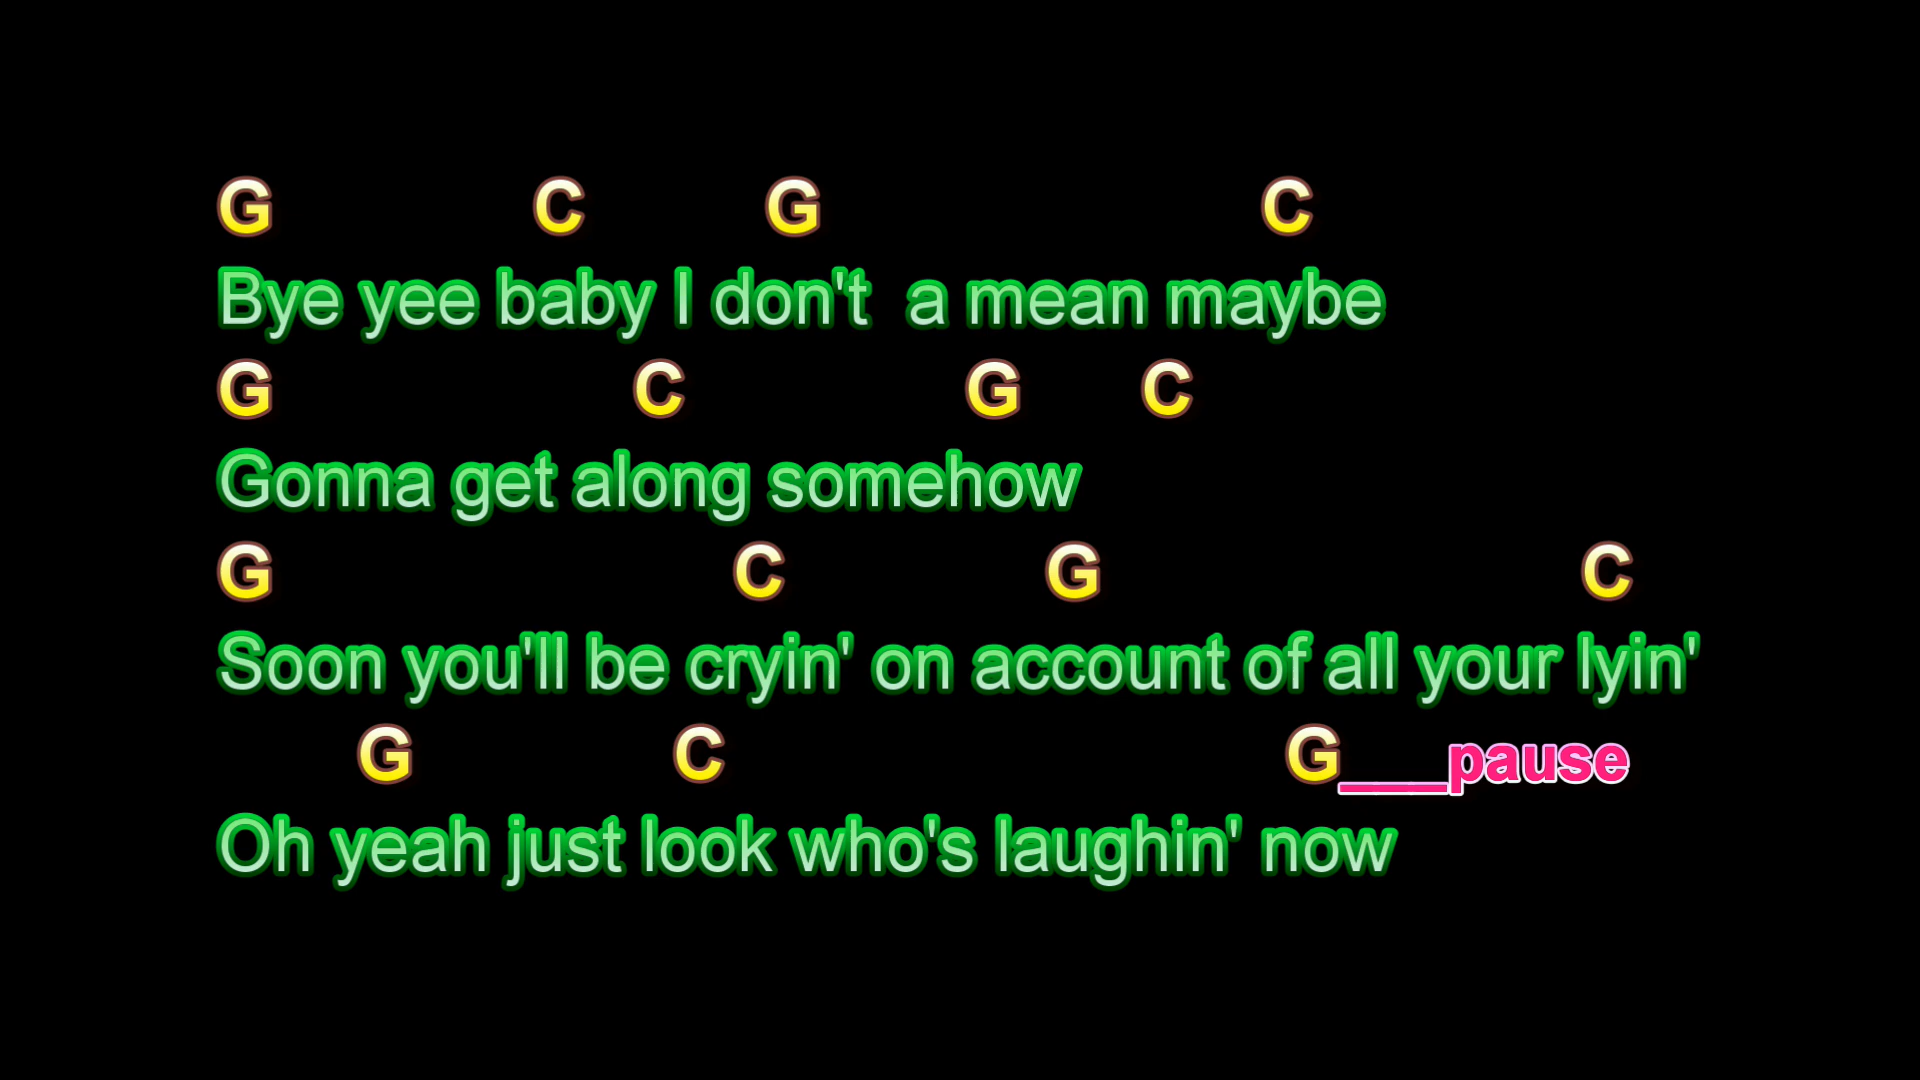 G C G C
Bye yee baby I don't a mean maybe
G C G C
Gonna get along somehow
G C G C
Soon you'll be cryin' on account of all your lyin'
G C G___pause
Oh yeah just look who's laughin' now